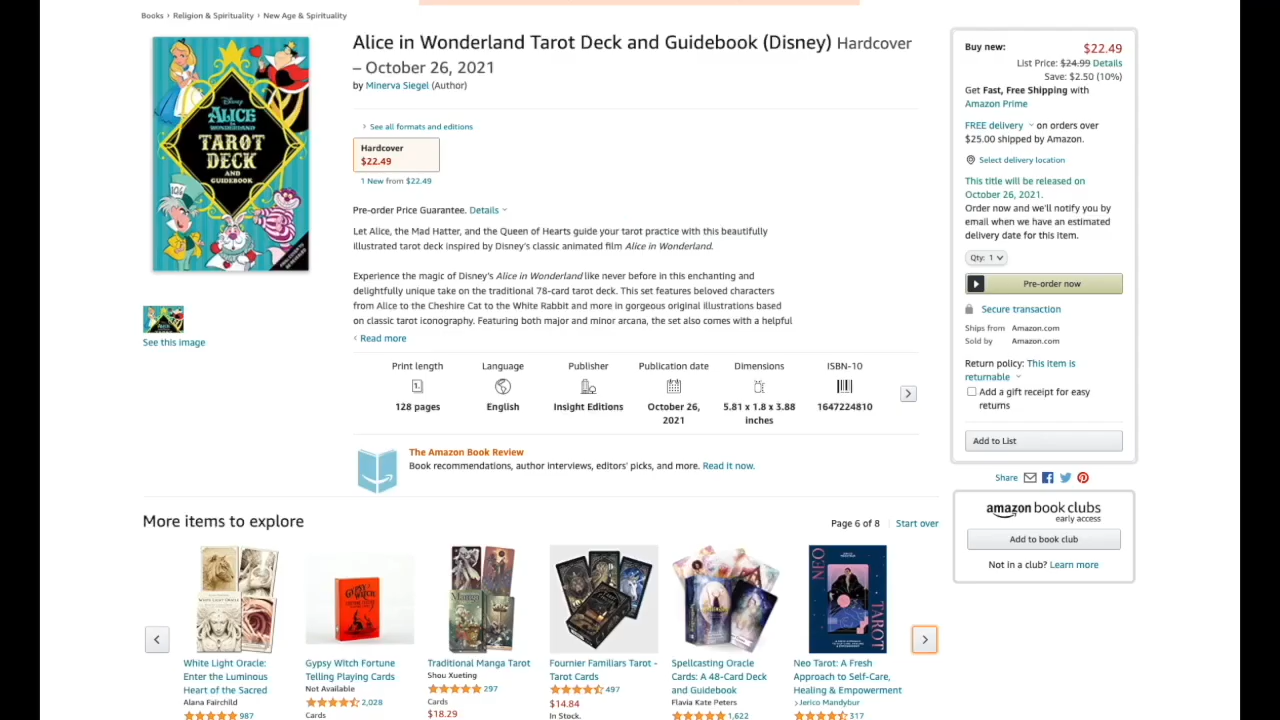 Books › Religion & Spirituality › New Age & Spirituality
Disney
ALICE
IN WONDERLAND
TAROT
DECK
AND
GUIDEBOOK
See this image
Alice in Wonderland Tarot Deck and Guidebook (Disney) Hardcover
– October 26, 2021
by Minerva Siegel (Author)
› See all formats and editions
Hardcover
$22.49
1 New from $22.49
Pre-order Price Guarantee. Details
Let Alice, the Mad Hatter, and the Queen of Hearts guide your tarot practice with this beautifully
illustrated tarot deck inspired by Disney's classic animated film Alice in Wonderland.
Experience the magic of Disney's Alice in Wonderland like never before in this enchanting and
delightfully unique take on the traditional 78-card tarot deck. This set features beloved characters
from Alice to the Cheshire Cat to the White Rabbit and more in gorgeous original illustrations based
on classic tarot iconography. Featuring both major and minor arcana, the set also comes with a helpful
‹ Read more
Print length
128 pages
Language
English
Publisher
Insight Editions
Publication date
October 26,
2021
Dimensions
5.81 x 1.8 x 3.88
inches
ISBN-10
1647224810
The Amazon Book Review
Book recommendations, author interviews, editors' picks, and more. Read it now.
Buy new: $22.49
List Price: $24.99 Details
Save: $2.50 (10%)
Get Fast, Free Shipping with
Amazon Prime
FREE delivery on orders over
$25.00 shipped by Amazon.
Select delivery location
This title will be released on
October 26, 2021.
Order now and we'll notify you by
email when we have an estimated
delivery date for this item.
Qty: 1
Pre-order now
Secure transaction
Ships from Amazon.com
Sold by Amazon.com
Return policy: This item is
returnable
Add a gift receipt for easy
returns
Add to List
Share
amazon book clubs
early access
Add to book club
Not in a club? Learn more
More items to explore
Page 6 of 8 Start over
White Light Oracle:
Enter the Luminous
Heart of the Sacred
Alana Fairchild
987
Gypsy Witch Fortune
Telling Playing Cards
Not Available
2,028
Cards
Traditional Manga Tarot
Shou Xueting
297
Cards
$18.29
Fournier Familiars Tarot -
Tarot Cards
497
$14.84
In Stock.
Spellcasting Oracle
Cards: A 48-Card Deck
and Guidebook
Flavia Kate Peters
1,622
NEO
TAROT
Neo Tarot: A Fresh
Approach to Self-Care,
Healing & Empowerment
› Jerico Mandybur
317